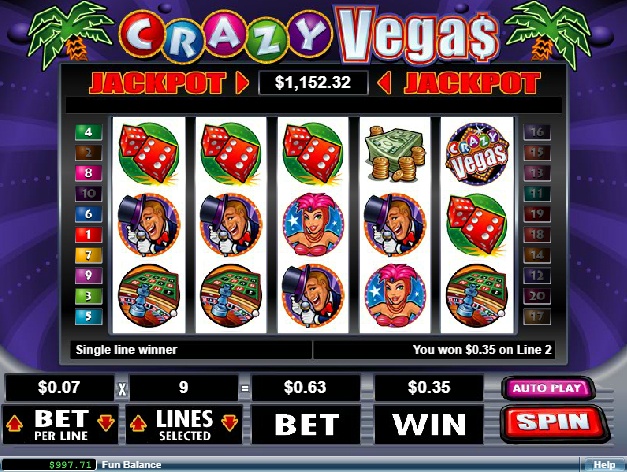 CRAZY Vega$
JACKPOT $1,152.32 JACKPOT
4 16
2 15
8 13
10 11
6 19
1 18
7 14
9 12
3 20
5 17
CRAZY
Vegas
Single line winner You won $0.35 on Line 2
$0.07 X 9 = $0.63 $0.35 AUTO PLAY
BET PER LINE LINES SELECTED BET WIN SPIN
$997.71 Fun Balance Help